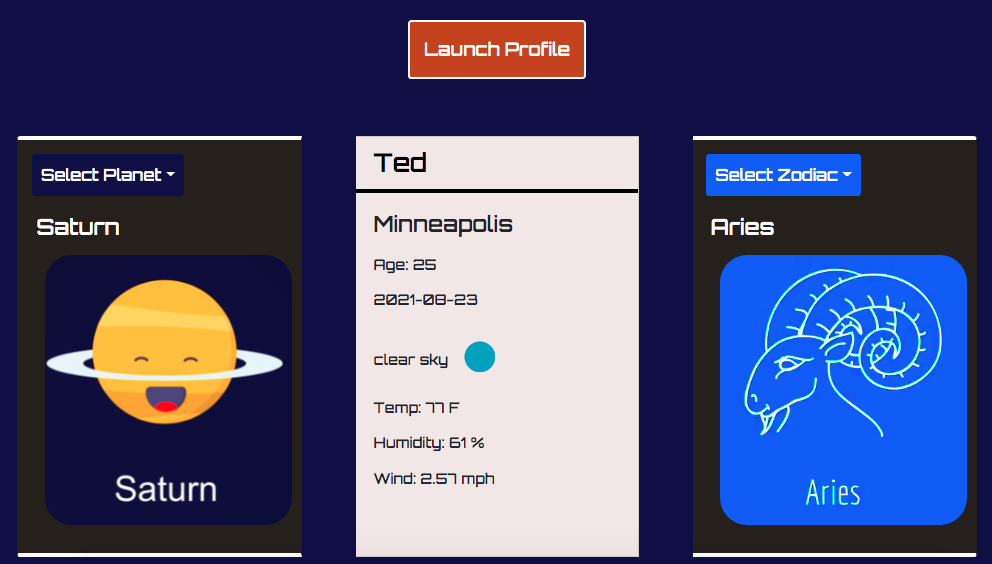 Launch Profile
Select Planet
Saturn
Saturn
Ted
Minneapolis
Age: 25
2021-08-23
clear sky
Temp: 77 F
Humidity: 61 %
Wind: 2.57 mph
Select Zodiac
Aries
Aries